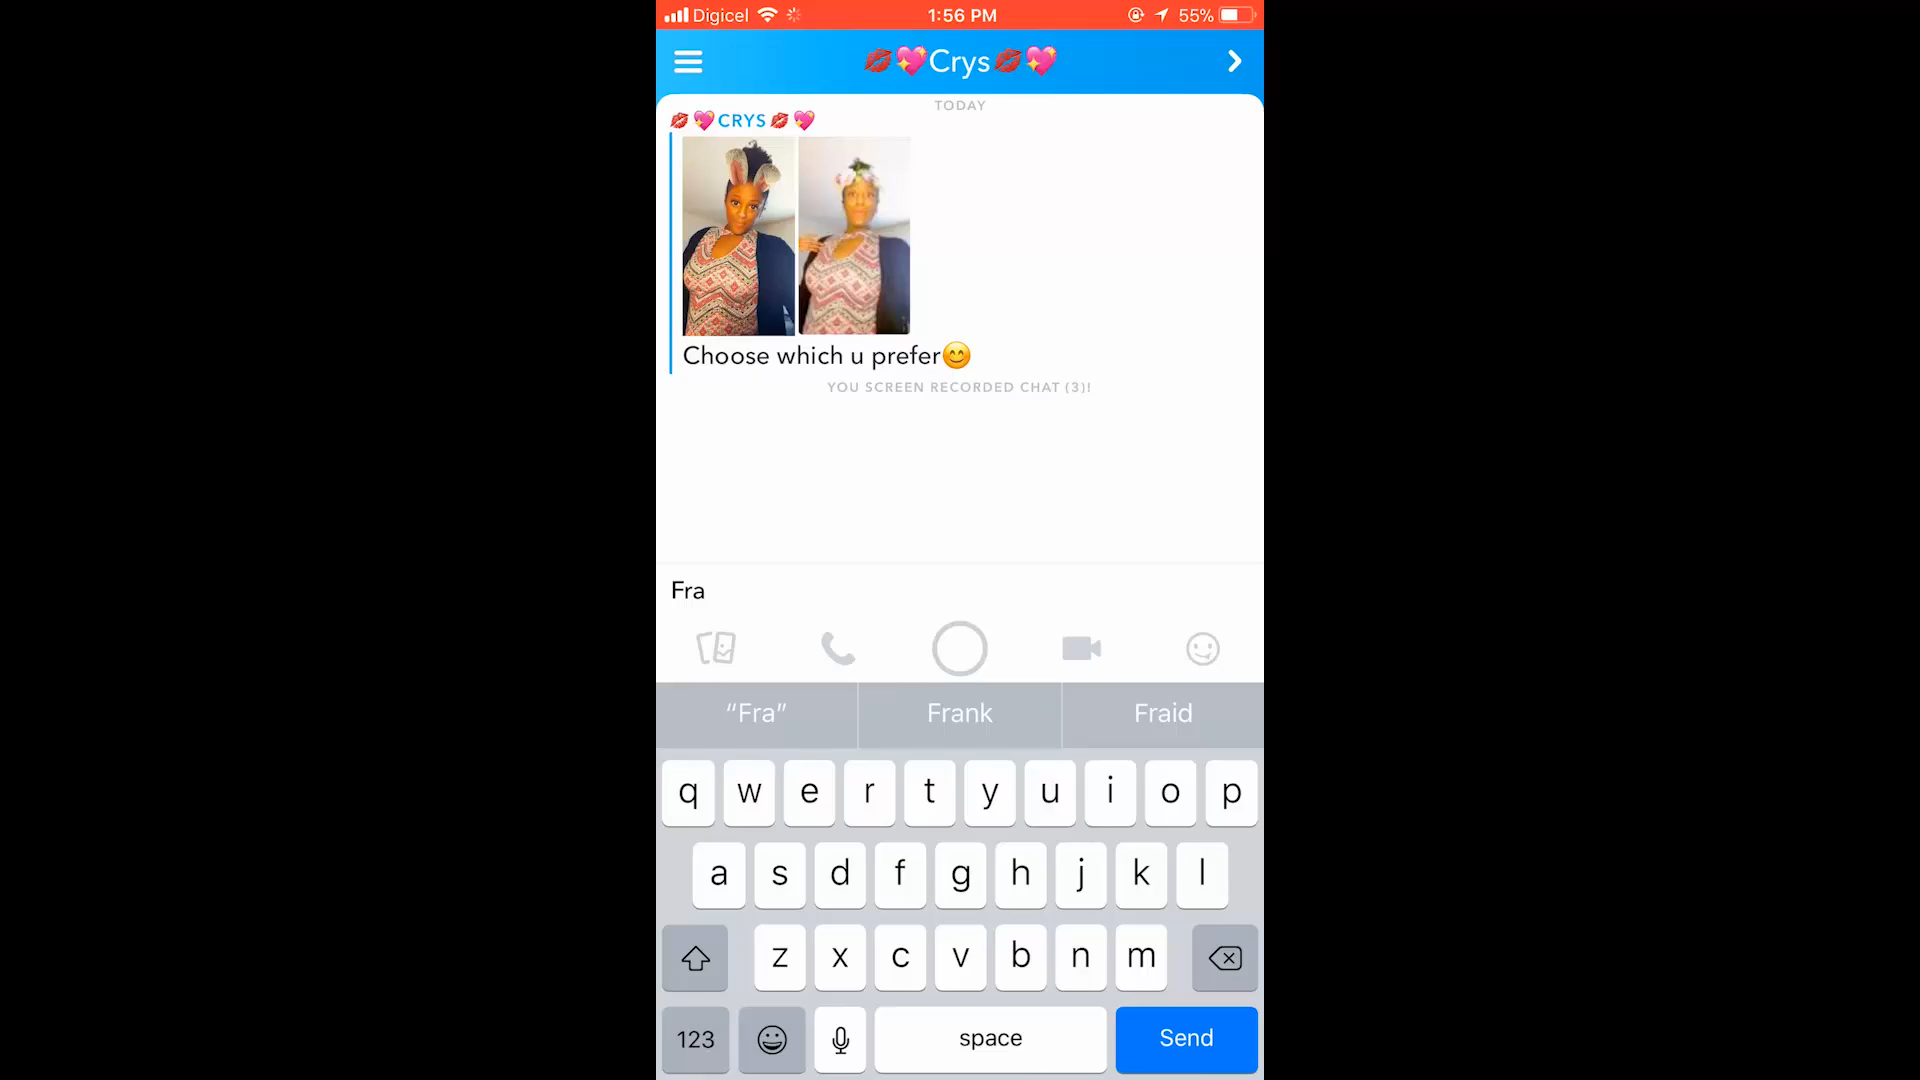 Digicel 1:56 PM 55%
💋💖Crys💋💖
TODAY
💋💖CRYS💋💖
Choose which u prefer😊
YOU SCREEN RECORDED CHAT (3)!
Fra
“Fra” Frank Fraid
q w e r t y u i o p
a s d f g h j k l
z x c v b n m
123 space Send